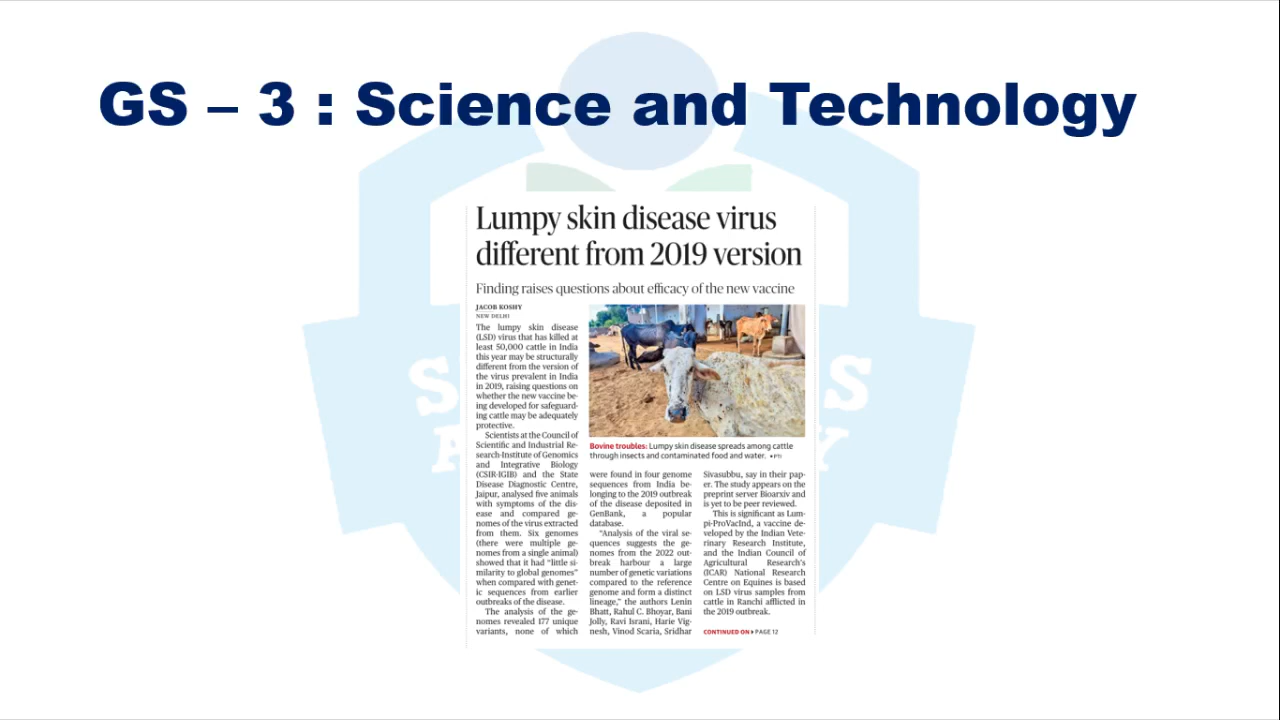 GS – 3 : Science and Technology
Lumpy skin disease virus
different from 2019 version
Finding raises questions about efficacy of the new vaccine
JACOB KOSHY
NEW DELHI
The lumpy skin disease
(LSD) virus that has killed at
least 50,000 cattle in India
this year may be structurally
different from the version of
the virus prevalent in India
in 2019, raising questions on
whether the new vaccine be-
ing developed for safeguard-
ing cattle may be adequately
protective.
Scientists at the Council of
Scientific and Industrial Re-
search-Institute of Genomics
and Integrative Biology
(CSIR-IGIB) and the State
Disease Diagnostic Centre,
Jaipur, analysed five animals
with symptoms of the dis-
ease and compared ge-
nomes of the virus extracted
from them. Six genomes
(there were multiple ge-
nomes from a single animal)
showed that it had “little si-
milarity to global genomes”
when compared with genet-
ic sequences from earlier
outbreaks of the disease.
The analysis of the ge-
nomes revealed 177 unique
variants, none of which
Bovine troubles: Lumpy skin disease spreads among cattle
through insects and contaminated food and water. • PTI
were found in four genome
sequences from India be-
longing to the 2019 outbreak
of the disease deposited in
GenBank, a popular
database.
“Analysis of the viral se-
quences suggests the ge-
nomes from the 2022 out-
break harbour a large
number of genetic variations
compared to the reference
genome and form a distinct
lineage,” the authors Lenin
Bhatt, Rahul C. Bhoyar, Bani
Jolly, Ravi Israni, Harie Vig-
nesh, Vinod Scaria, Sridhar
Sivasubbu, say in their pap-
er. The study appears on the
preprint server Bioarxiv and
is yet to be peer reviewed.
This is significant as Lum-
pi-ProVacInd, a vaccine de-
veloped by the Indian Vete-
rinary Research Institute,
and the Indian Council of
Agricultural Research’s
(ICAR) National Research
Centre on Equines is based
on LSD virus samples from
cattle in Ranchi afflicted in
the 2019 outbreak.
CONTINUED ON ▸ PAGE 12